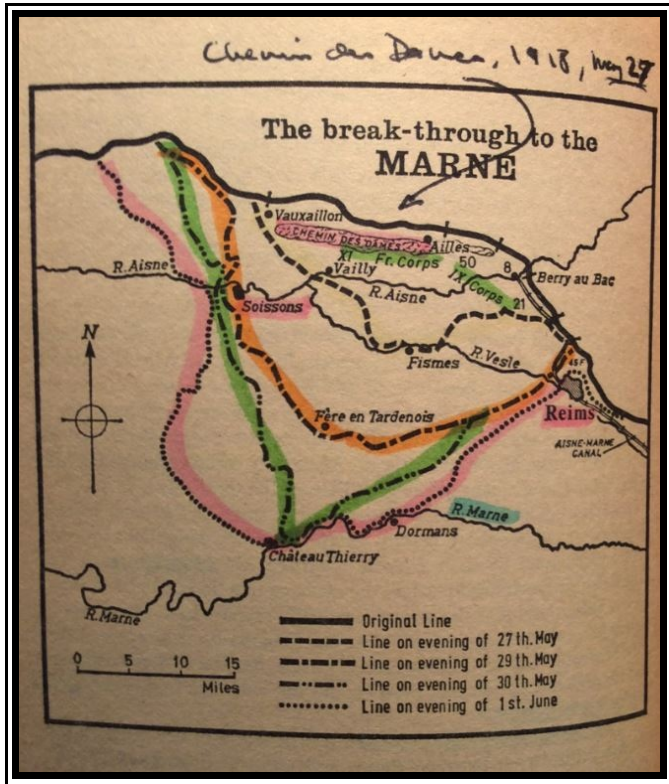 Chemin des Dames, 1918, May 27
The break-through to the
MARNE
Vauxaillon
CHEMIN DES DAMES
Ailles
XI Fr. Corps
50
8
Berry au Bac
R.Aisne
Vailly
R.Aisne
IX Corps
21
Soissons
Fismes
R.Vesle
45F
Reims
N
Fère en Tardenois
AISNE-MARNE
CANAL
R.Marne
Dormans
Château Thierry
R.Marne
Original Line
Line on evening of 27th. May
Line on evening of 29th. May
Line on evening of 30th. May
Line on evening of 1st. June
0 5 10 15
Miles